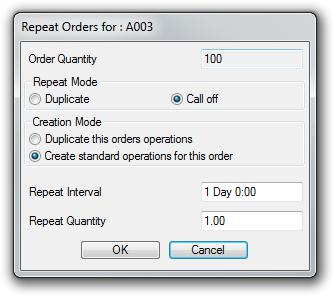 Repeat Orders for : A003
Order Quantity 100
Repeat Mode
Duplicate Call off
Creation Mode
Duplicate this orders operations
Create standard operations for this order
Repeat Interval 1 Day 0:00
Repeat Quantity 1.00
OK Cancel